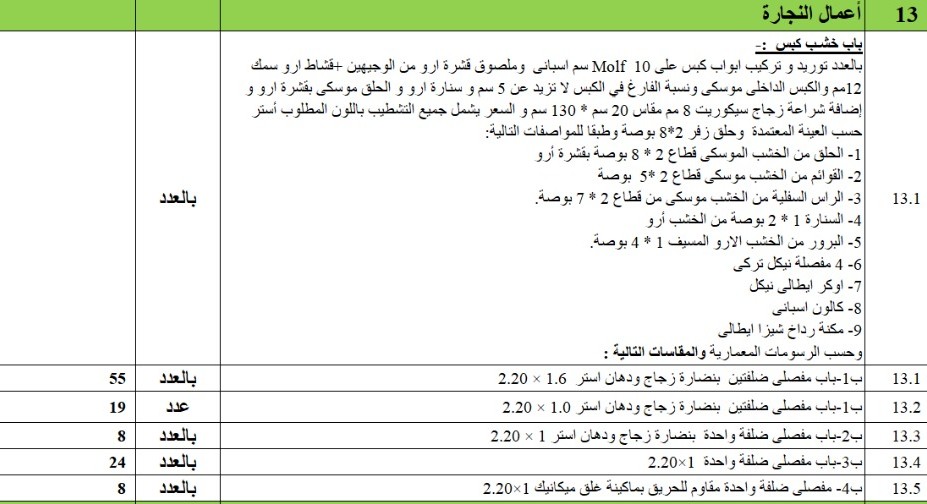 13 أعمال النجارة
باب خشب كبس :-
بالعدد توريد و تركيب ابواب كبس على Molf 10 سم اسبانى وملصوق قشرة ارو من الوجيهين +قشاط ارو سمك
12مم والكبس الداخلى موسكى ونسبة الفارغ في الكبس لا تزيد عن 5 سم و سنارة ارو و الحلق موسكى بقشرة ارو و
إضافة شراعة زجاج سيكوريت 8 مم مقاس 20 سم * 130 سم و السعر يشمل جميع التشطيب باللون المطلوب أستر
حسب العينة المعتمدة وحلق زفر 2*8 بوصة وطبقا للمواصفات التالية:
1- الحلق من الخشب الموسكى قطاع 2 * 8 بوصة بقشرة أرو
2- القوائم من الخشب موسكى قطاع 2 *5 بوصة
13.1 3- الراس السفلية من الخشب موسكى من قطاع 2 * 7 بوصة. بالعدد
4- السنارة 1 * 2 بوصة من الخشب أرو
5- البرور من الخشب الارو المسيف 1 * 4 بوصة.
6- 4 مفصلة نيكل تركى
7- اوكر ايطالى نيكل
8- كالون اسبانى
9- مكنة رداخ شيزا ايطالى
وحسب الرسومات المعمارية والمقاسات التالية :
13.1 ب1-باب مفصلى ضلفتين بنضارة زجاج ودهان استر 1.6 × 2.20 بالعدد 55
13.2 ب1-باب مفصلى ضلفتين بنضارة زجاج ودهان استر 1.0 × 2.20 عدد 19
13.3 ب2-باب مفصلى ضلفة واحدة بنضارة زجاج ودهان استر 1 × 2.20 بالعدد 8
13.4 ب3-باب مفصلى ضلفة واحدة 1×2.20 بالعدد 24
13.5 ب4- مفصلى ضلفة واحدة مقاوم للحريق بماكينة غلق ميكانيك 1×2.20 بالعدد 8